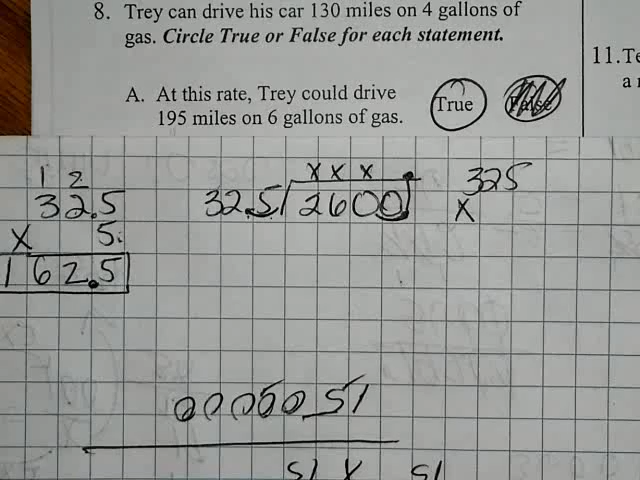 8. Trey can drive his car 130 miles on 4 gallons of
gas. Circle True or False for each statement.
11. Te
a r
A. At this rate, Trey could drive
195 miles on 6 gallons of gas.
True
1 2
32.5
x 5.
162.5
x x x
32.5 2600
325
x